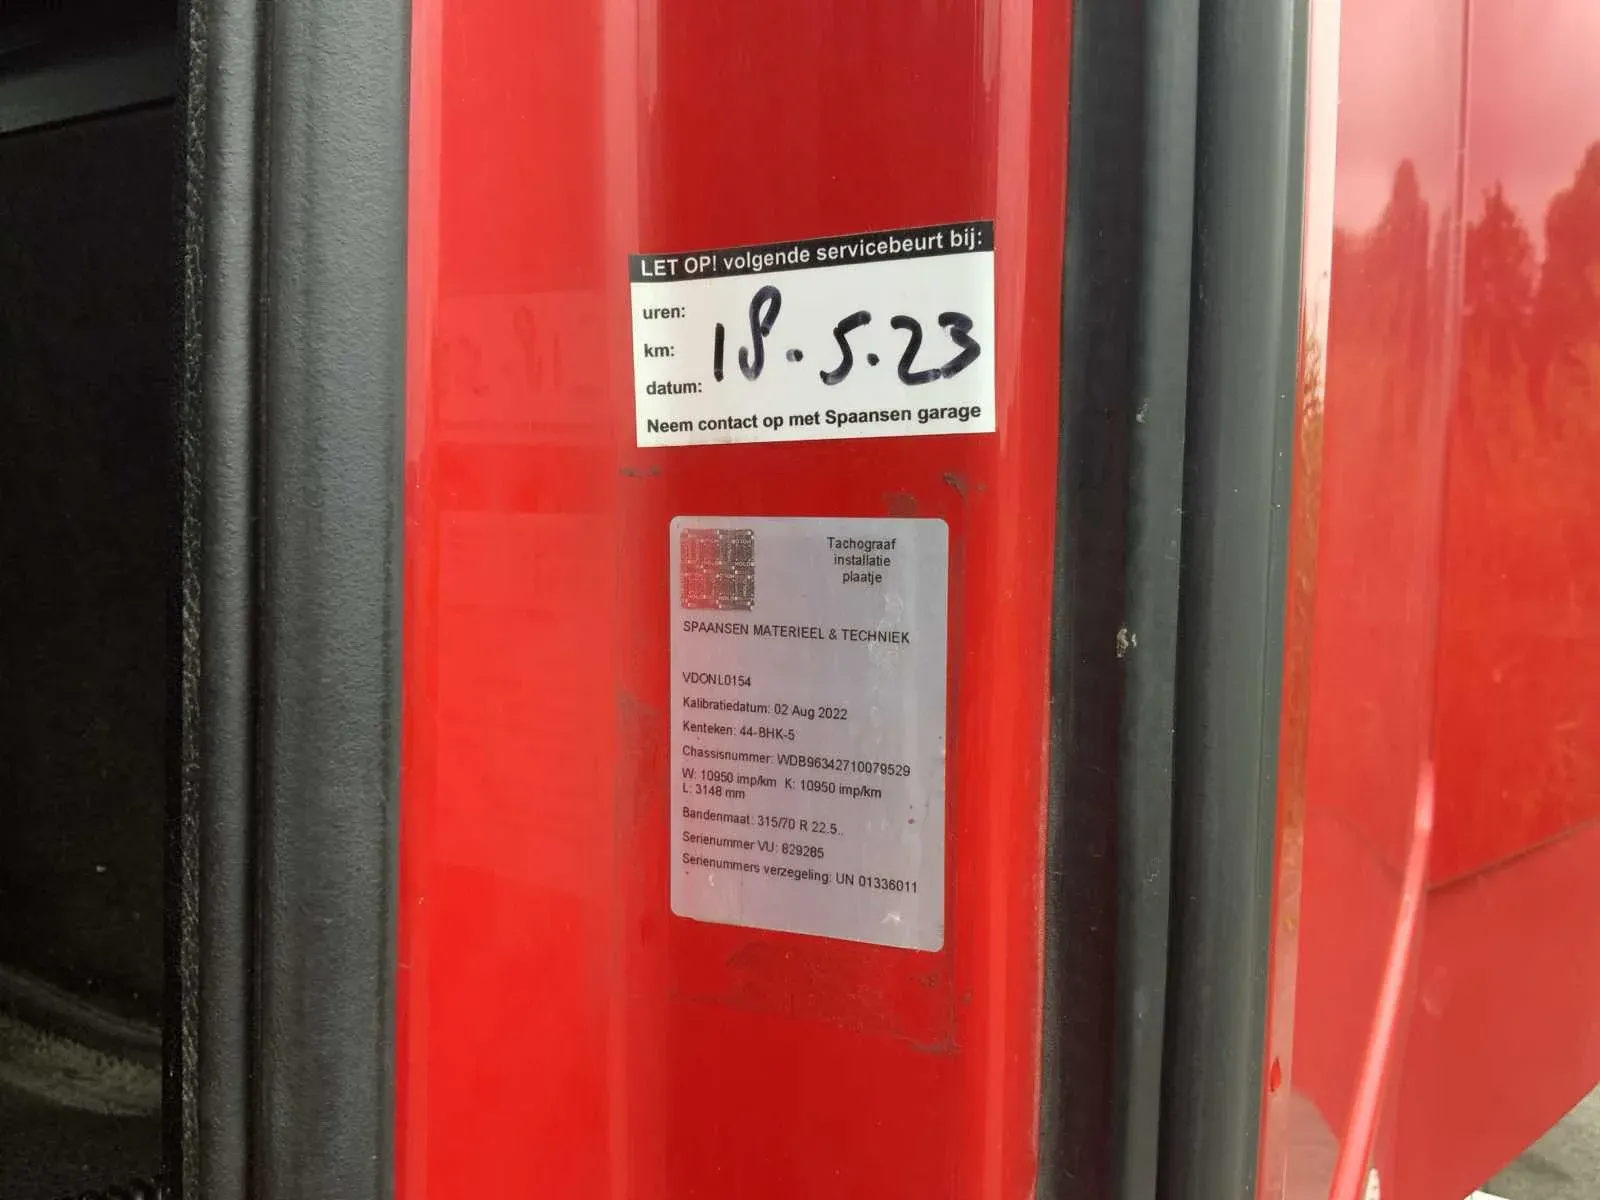 LET OP! volgende servicebeurt bij:
uren:
km:
datum:
18.5.23
Neem contact op met Spaansen garage
Tachograaf
installatie
plaatje
SPAANSEN MATERIEEL & TECHNIEK
VDONL0154
Kalibratiedatum: 02 Aug 2022
Kenteken: 44-BHK-5
Chassisnummer: WDB96342710079529
W: 10950 imp/km K: 10950 imp/km
L: 3148 mm
Bandenmaat: 315/70 R 22.5..
Serienummer VU: 829285
Serienummers verzegeling: UN 01336011